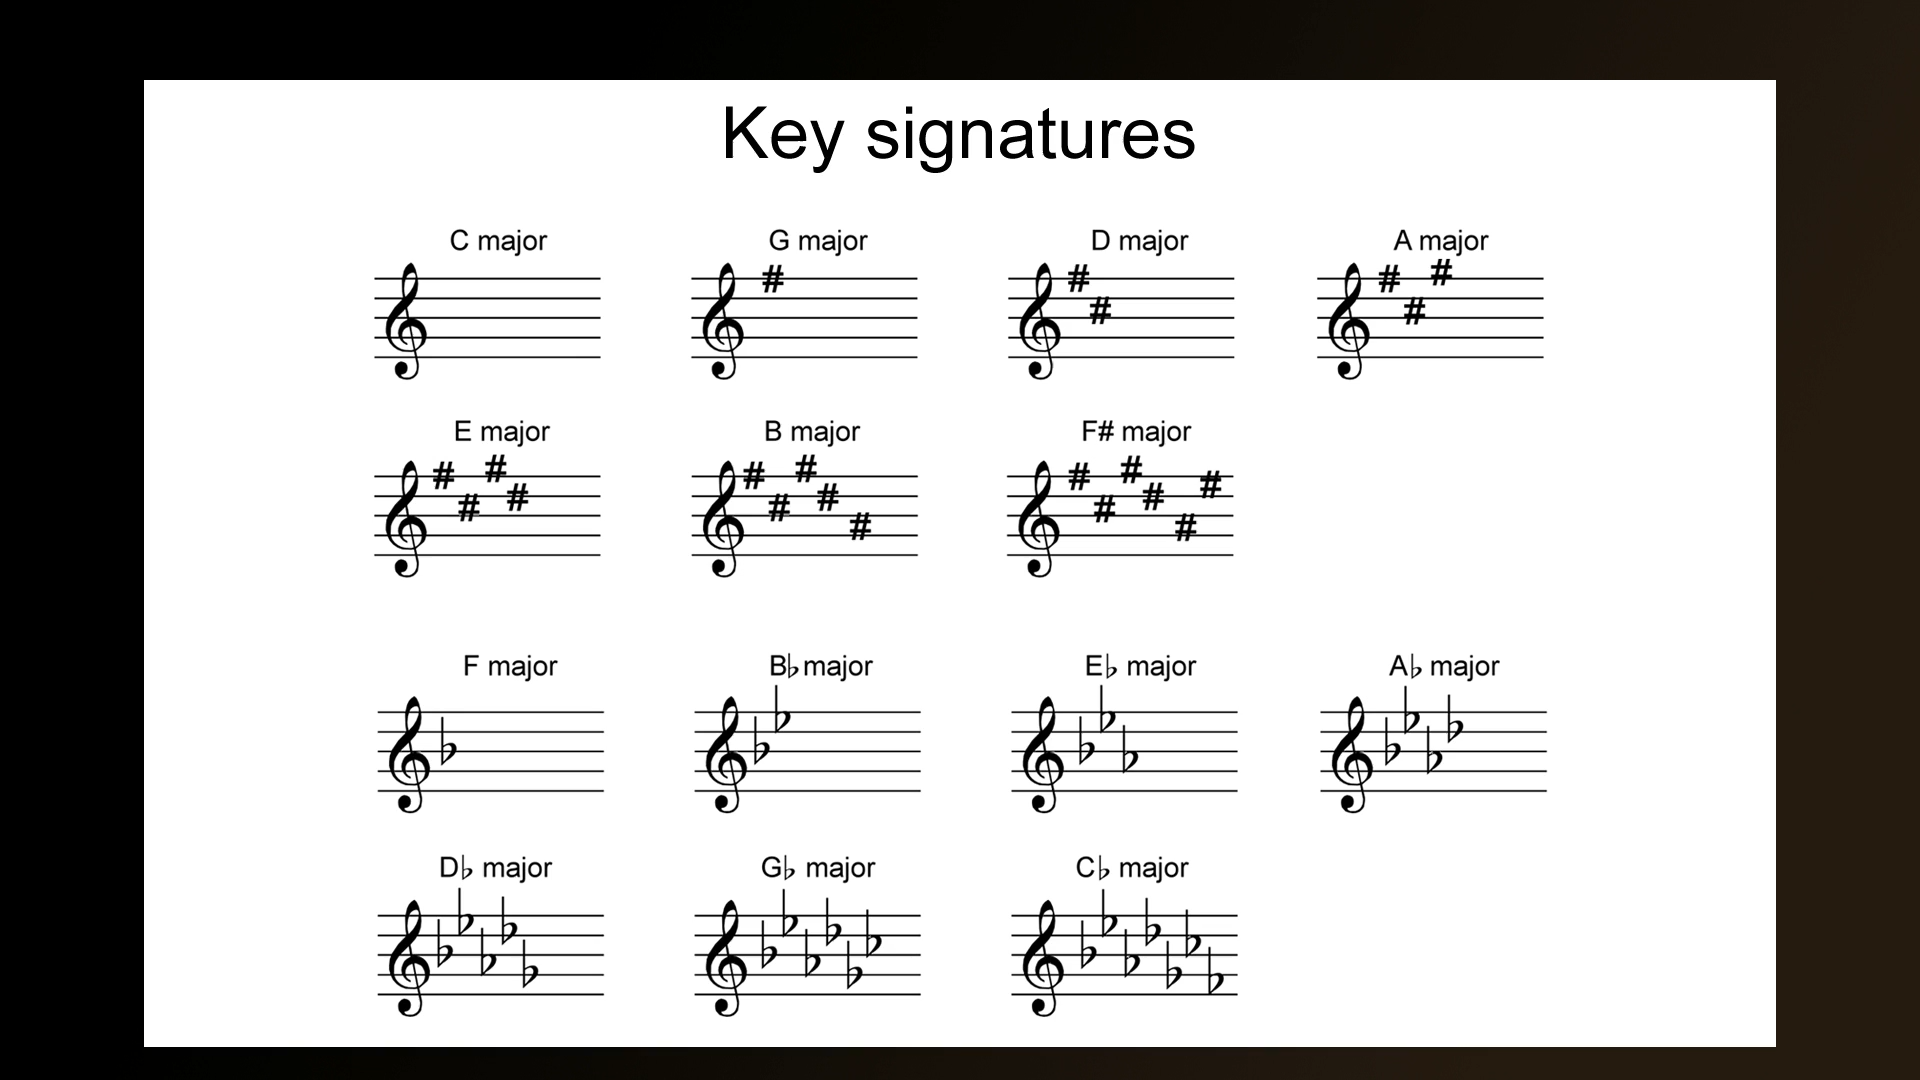 Key signatures
C major
G major
D major
A major
E major
B major
F# major
F major
B♭ major
E♭ major
A♭ major
D♭ major
G♭ major
C♭ major